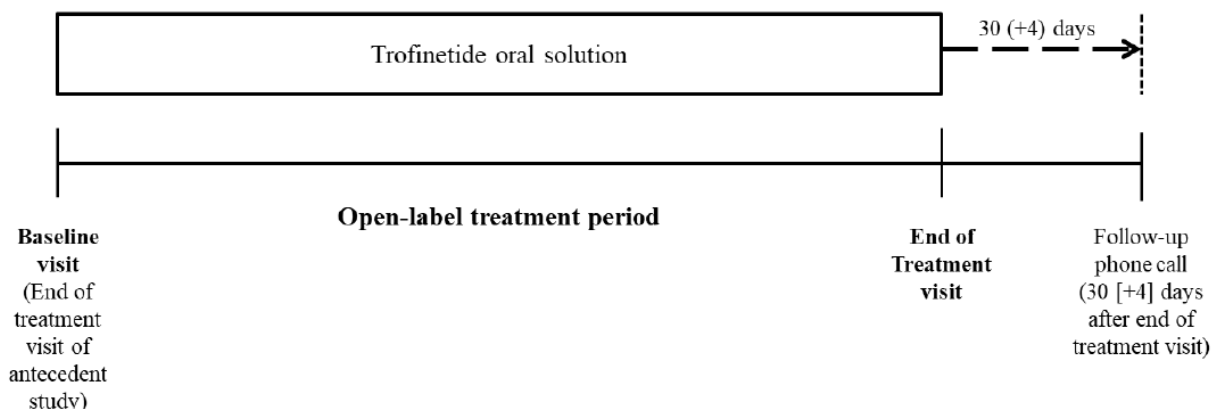 Trofinetide oral solution
30 (+4) days
Open-label treatment period
Baseline
visit
(End of
treatment
visit of
antecedent
study)
End of
Treatment
visit
Follow-up
phone call
(30 [+4] days
after end of
treatment visit)